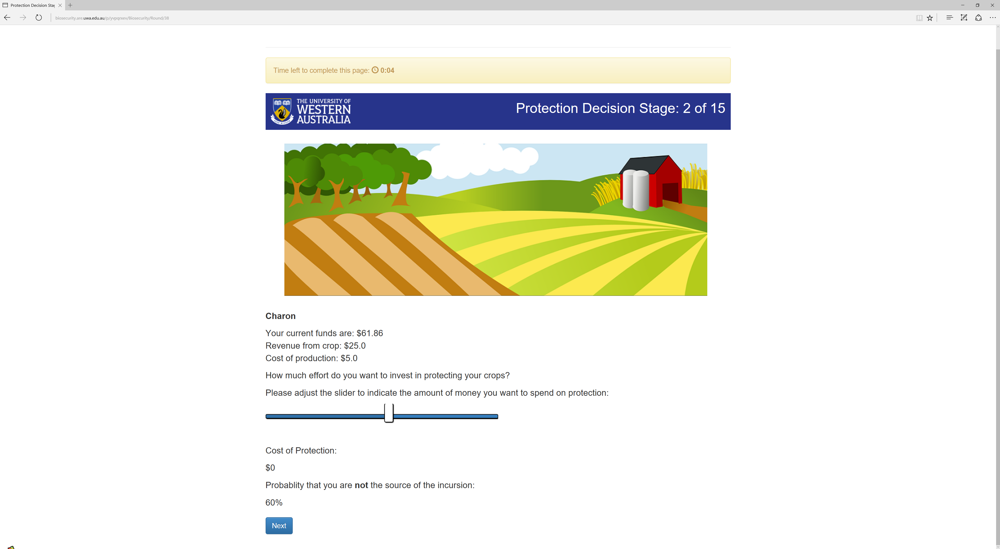 Protection Decision Sta
biosecurity.are.uwa.edu.au/p/yvpqrxev/Biosecurity/Round/38
Time left to complete this page: 0:04
THE UNIVERSITY OF
WESTERN
AUSTRALIA
SEEK WISDOM
Protection Decision Stage: 2 of 15
Charon
Your current funds are: $61.86
Revenue from crop: $25.0
Cost of production: $5.0
How much effort do you want to invest in protecting your crops?
Please adjust the slider to indicate the amount of money you want to spend on protection:
Cost of Protection:
$0
Probablity that you are not the source of the incursion:
60%
Next